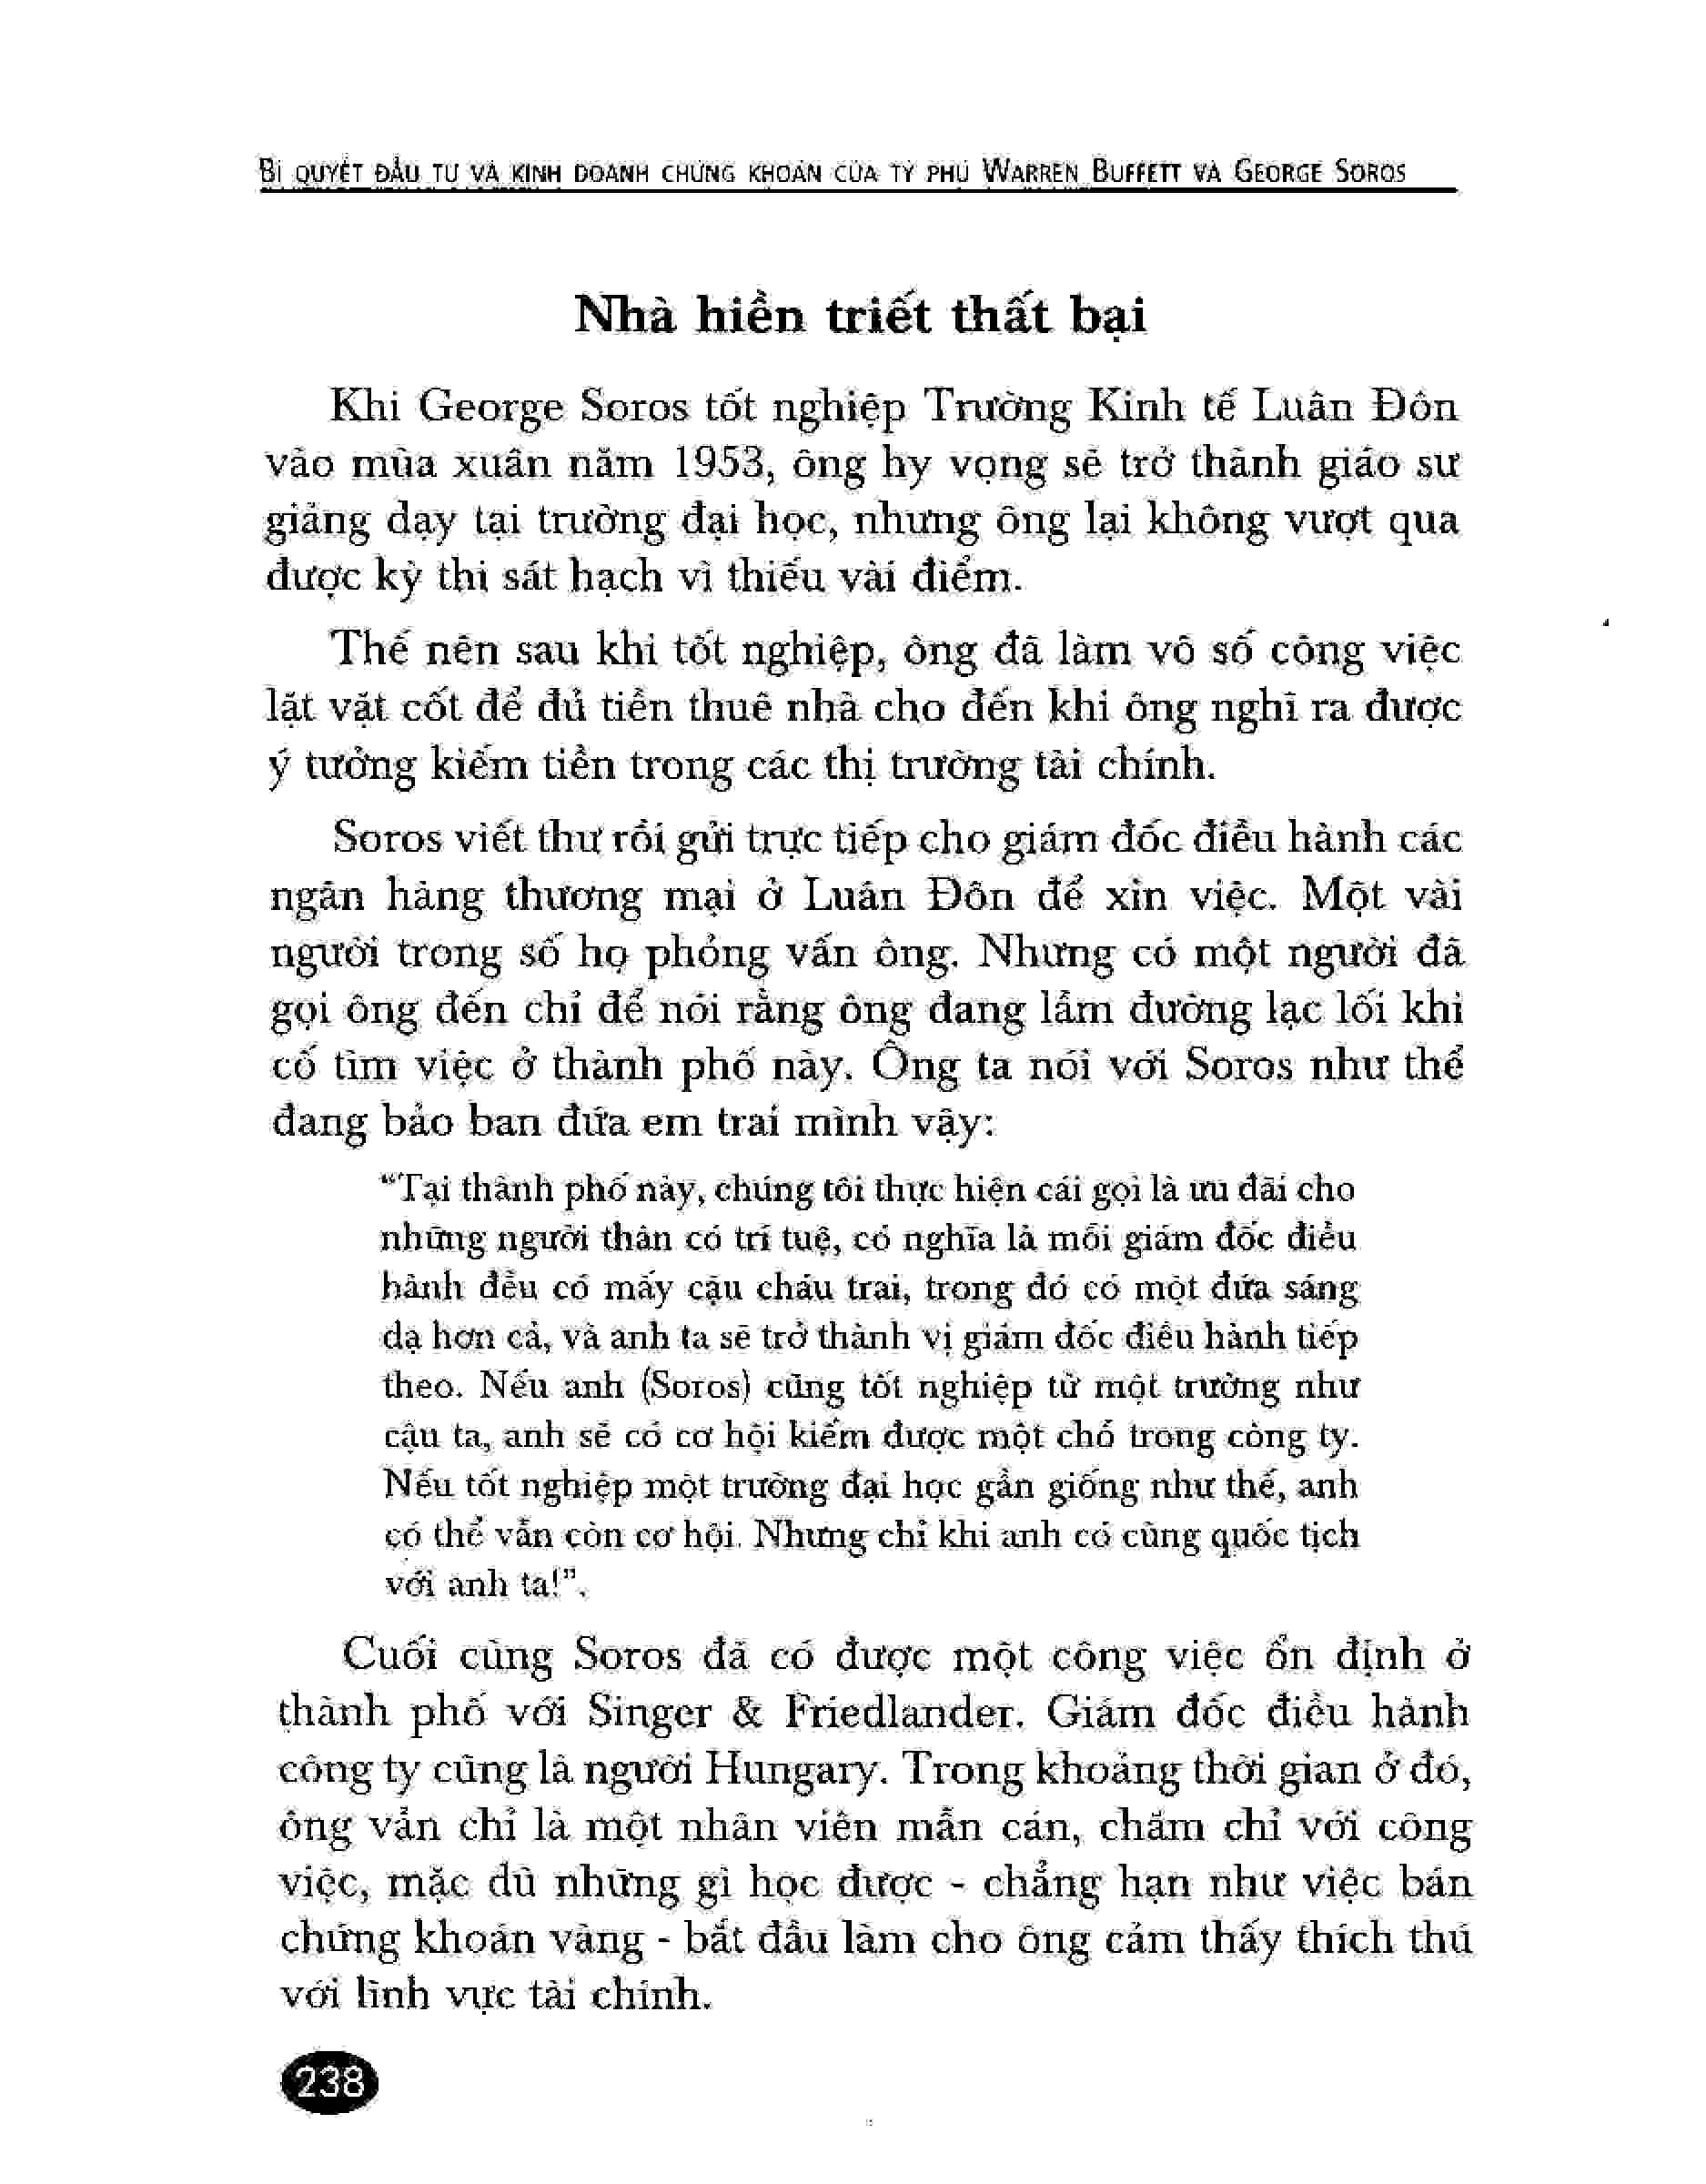 BÍ QUYẾT ĐẦU TƯ VÀ KINH DOANH CHỨNG KHOÁN CỦA TỶ PHÚ WARREN BUFFETT VÀ GEORGE SOROS
Nhà hiền triết thất bại
Khi George Soros tốt nghiệp Trường Kinh tế Luân Đôn
vào mùa xuân năm 1953, ông hy vọng sẽ trở thành giáo sư
giảng dạy tại trường đại học, nhưng ông lại không vượt qua
được kỳ thi sát hạch vì thiếu vài điểm.
Thế nên sau khi tốt nghiệp, ông đã làm vô số công việc
lặt vặt cốt để đủ tiền thuê nhà cho đến khi ông nghĩ ra được
ý tưởng kiếm tiền trong các thị trường tài chính.
Soros viết thư rồi gửi trực tiếp cho giám đốc điều hành các
ngân hàng thương mại ở Luân Đôn để xin việc. Một vài
người trong số họ phỏng vấn ông. Nhưng có một người đã
gọi ông đến chỉ để nói rằng ông đang lầm đường lạc lối khi
cố tìm việc ở thành phố này. Ông ta nói với Soros như thể
đang bảo ban đứa em trai mình vậy:
“Tại thành phố này, chúng tôi thực hiện cái gọi là ưu đãi cho
những người thân có trí tuệ, có nghĩa là mỗi giám đốc điều
hành đều có mấy cậu cháu trai, trong đó có một đứa sáng
dạ hơn cả, và anh ta sẽ trở thành vị giám đốc điều hành tiếp
theo. Nếu anh (Soros) cũng tốt nghiệp từ một trường như
cậu ta, anh sẽ có cơ hội kiếm được một chỗ trong công ty.
Nếu tốt nghiệp một trường đại học gần giống như thế, anh
có thể vẫn còn cơ hội. Nhưng chỉ khi anh có cùng quốc tịch
với anh ta!”.
Cuối cùng Soros đã có được một công việc ổn định ở
thành phố với Singer & Friedlander. Giám đốc điều hành
công ty cũng là người Hungary. Trong khoảng thời gian ở đó,
ông vẫn chỉ là một nhân viên mẫn cán, chăm chỉ với công
việc, mặc dù những gì học được - chẳng hạn như việc bán
chứng khoán vàng - bắt đầu làm cho ông cảm thấy thích thú
với lĩnh vực tài chính.
238